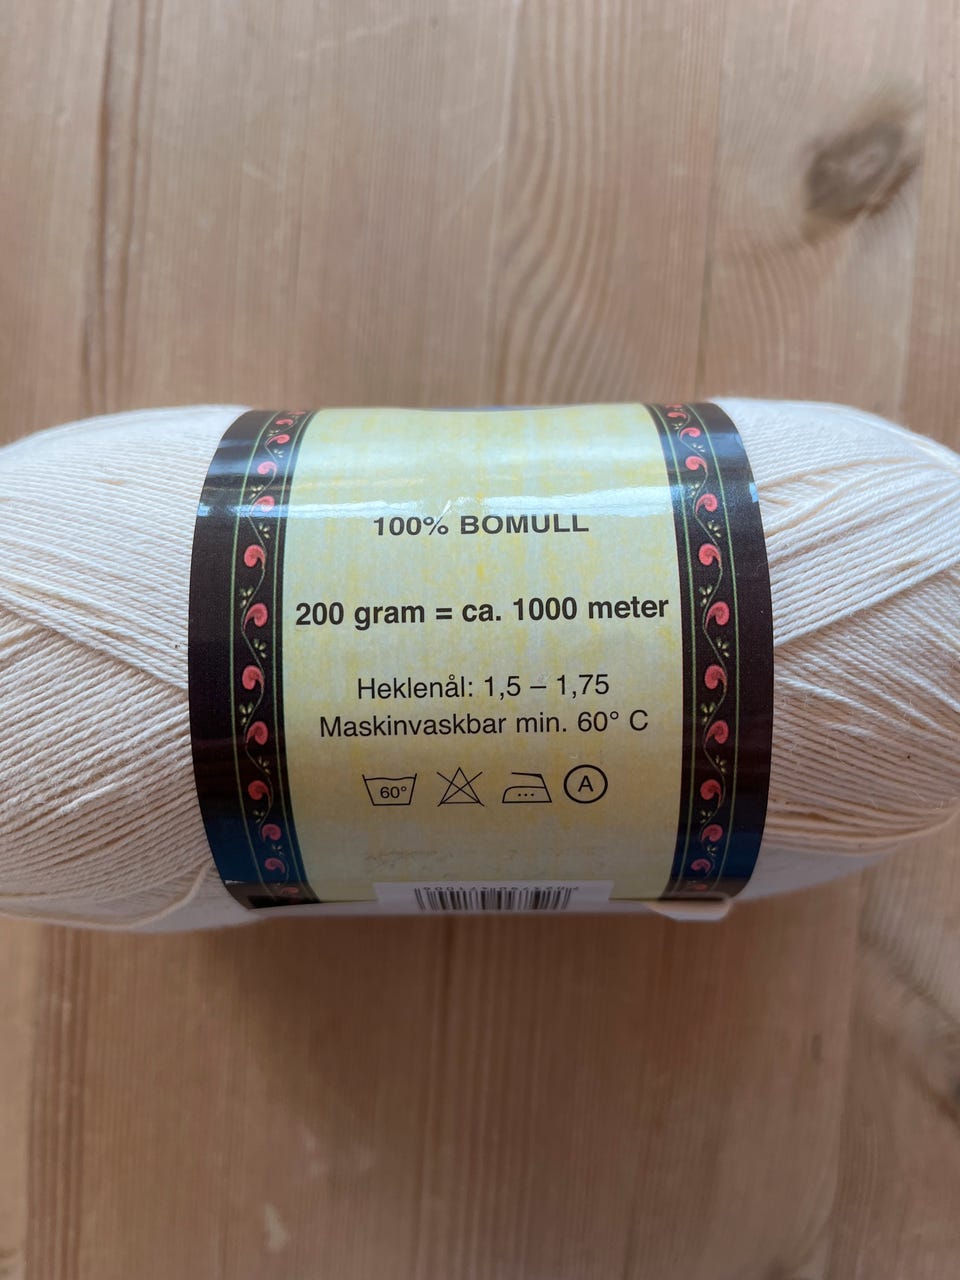 100% BOMULL
200 gram = ca. 1000 meter
Heklenål: 1,5 – 1,75
Maskinvaskbar min. 60° C
60°
A